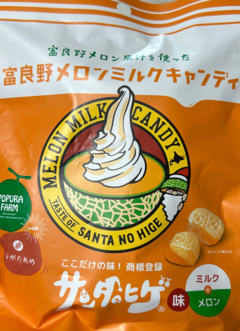 富良野メロン果汁を使った
富良野メロンミルクキャンディ
MELON MILK CANDY
TASTE OF SANTA NO HIGE
POPURA FARM
ここだけの味！商標登録
サンタのヒゲ®
味
ミルク
メロン